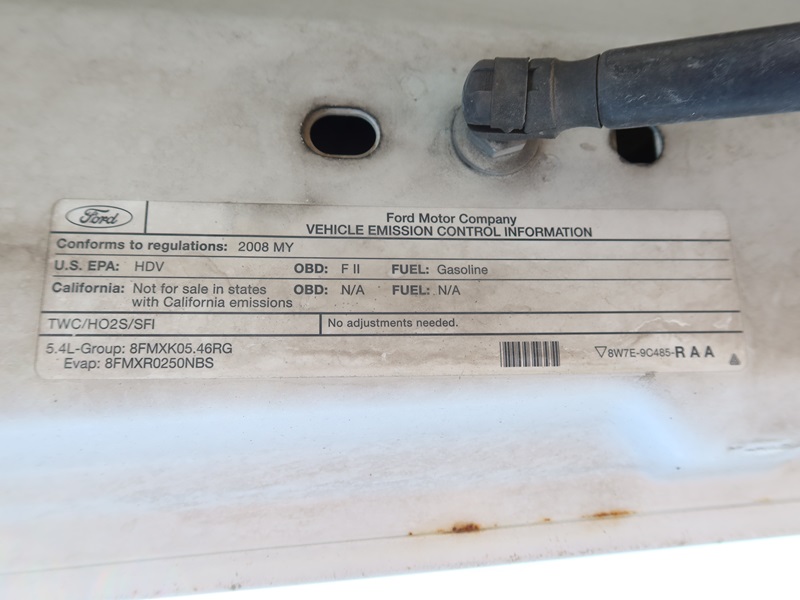 Ford
Ford Motor Company
VEHICLE EMISSION CONTROL INFORMATION
Conforms to regulations: 2008 MY
U.S. EPA: HDV OBD: F II FUEL: Gasoline
California: Not for sale in states with California emissions OBD: N/A FUEL: N/A
TWC/HO2S/SFI No adjustments needed.
5.4L-Group: 8FMXK05.46RG
Evap: 8FMXR0250NBS
8W7E-9C485-RAA